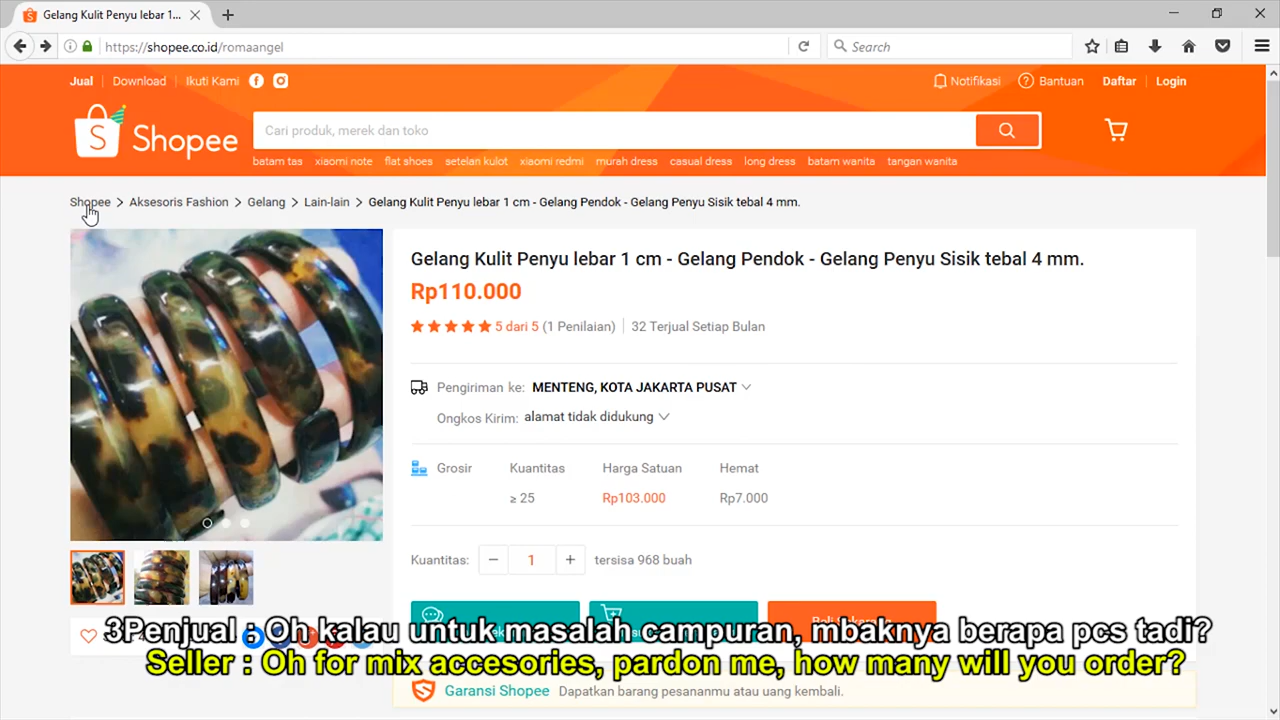 Gelang Kulit Penyu lebar 1...
https://shopee.co.id/romaangel
Search
Jual
Download
Ikuti Kami
Notifikasi
Bantuan
Daftar
Login
Shopee
Cari produk, merek dan toko
batam tas xiaomi note flat shoes setelan kulot xiaomi redmi murah dress casual dress long dress batam wanita tangan wanita
Shopee > Aksesoris Fashion > Gelang > Lain-lain > Gelang Kulit Penyu lebar 1 cm - Gelang Pendok - Gelang Penyu Sisik tebal 4 mm.
Gelang Kulit Penyu lebar 1 cm - Gelang Pendok - Gelang Penyu Sisik tebal 4 mm.
Rp110.000
5 dari 5 (1 Penilaian) 32 Terjual Setiap Bulan
Pengiriman ke: MENTENG, KOTA JAKARTA PUSAT
Ongkos Kirim: alamat tidak didukung
Grosir Kuantitas Harga Satuan Hemat
≥ 25 Rp103.000 Rp7.000
Kuantitas: 1 tersisa 968 buah
3Penjual : Oh kalau untuk masalah campuran, mbaknya berapa pcs tadi?
Seller : Oh for mix accesories, pardon me, how many will you order?
Garansi Shopee Dapatkan barang pesananmu atau uang kembali.